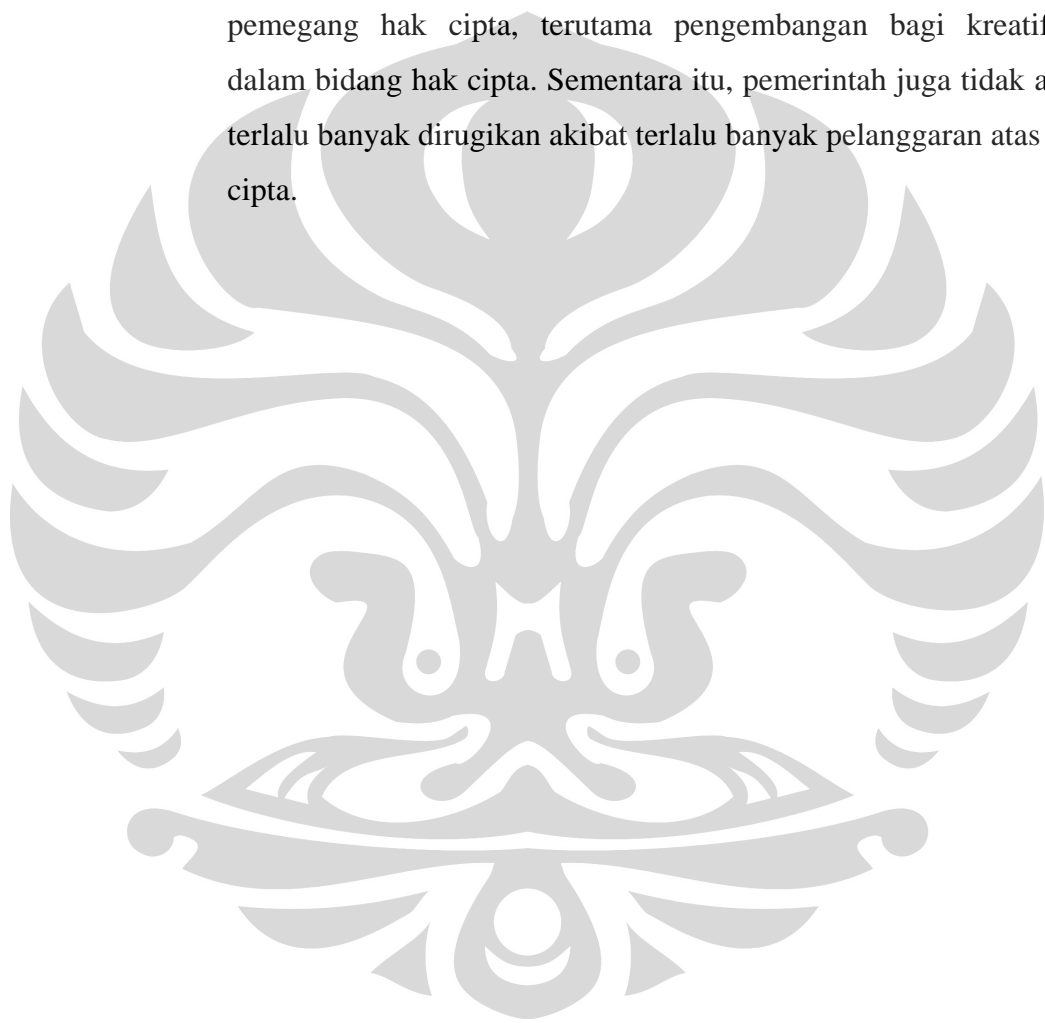 pemegang hak cipta, terutama pengembangan bagi
dalam bidang hak cipta. Sementara itu, pemerintah juga tidak
terlalu banyak dirugikan akibat terlalu banyak pelanggaran atas
cipta.